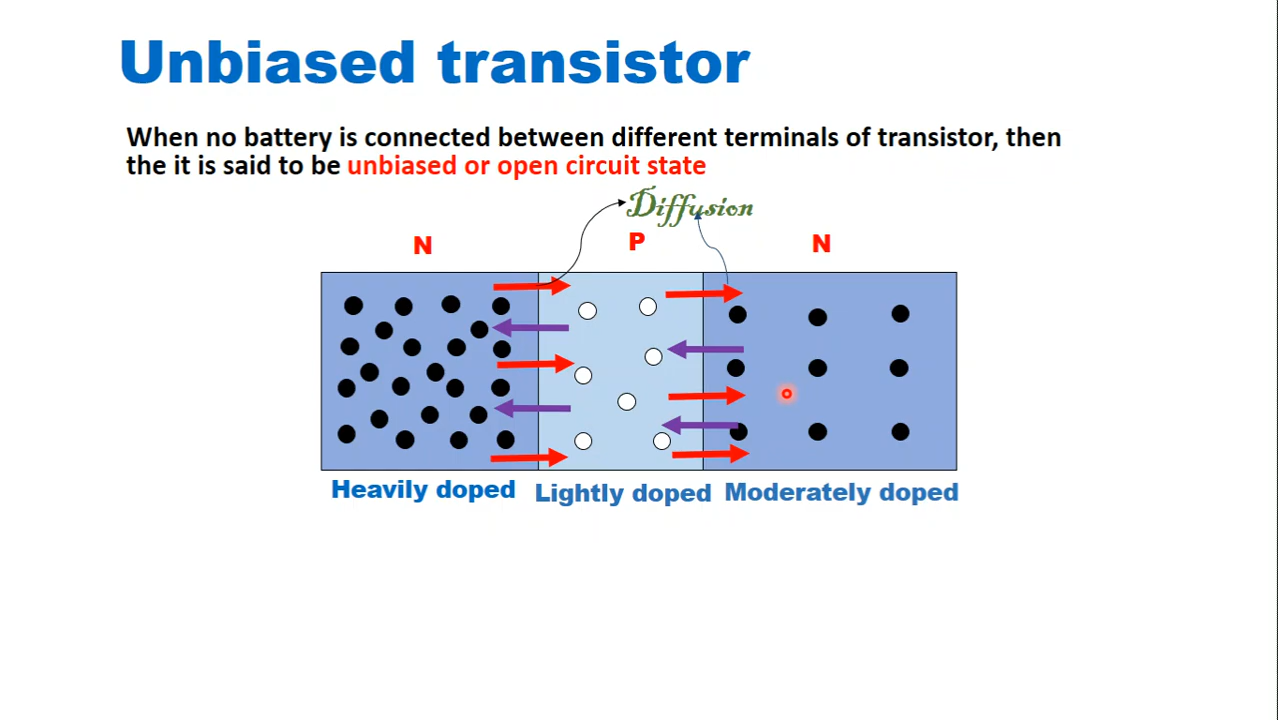 Unbiased transistor
When no battery is connected between different terminals of transistor, then
the it is said to be unbiased or open circuit state
Diffusion
N
P
N
Heavily doped
Lightly doped
Moderately doped